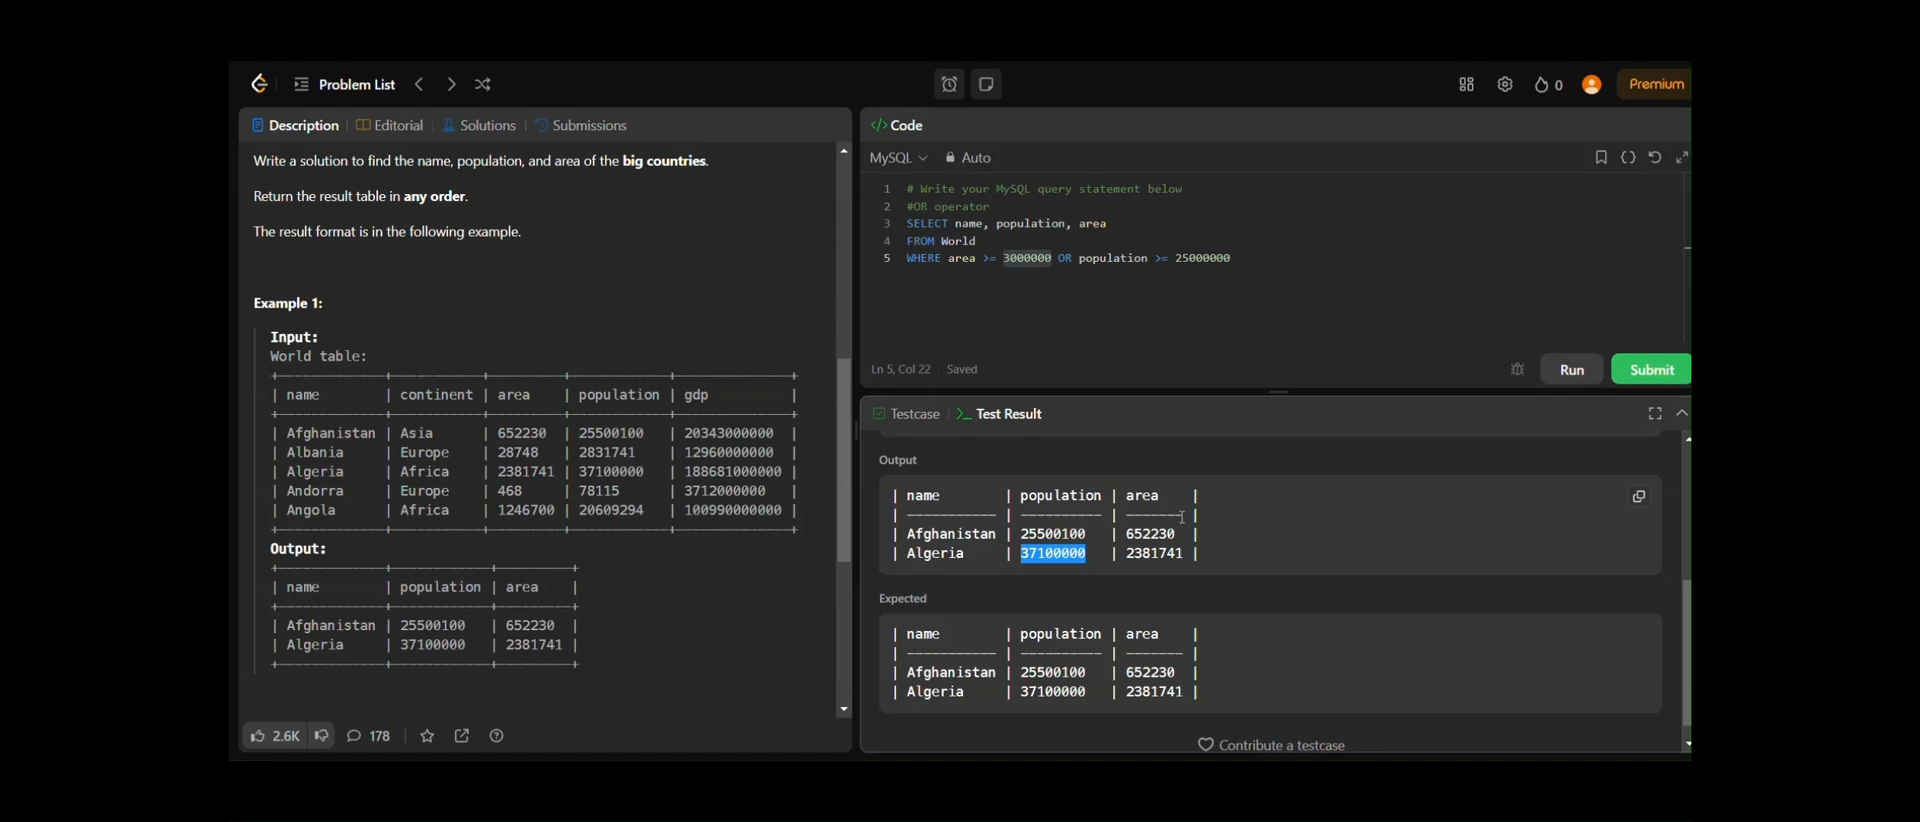 Problem List
0
Premium
Description
Editorial
Solutions
Submissions
Write a solution to find the name, population, and area of the big countries.
Return the result table in any order.
The result format is in the following example.
Example 1:
Input:
World table:
| name | continent | area | population | gdp |
| Afghanistan | Asia | 652230 | 25500100 | 20343000000 |
| Albania | Europe | 28748 | 2831741 | 12960000000 |
| Algeria | Africa | 2381741 | 37100000 | 188681000000 |
| Andorra | Europe | 468 | 78115 | 3712000000 |
| Angola | Africa | 1246700 | 20609294 | 100990000000 |
Output:
| name | population | area |
| Afghanistan | 25500100 | 652230 |
| Algeria | 37100000 | 2381741 |
2.6K
178
</> Code
MySQL
Auto
1 # Write your MySQL query statement below
2 #OR operator
3 SELECT name, population, area
4 FROM World
5 WHERE area >= 3000000 OR population >= 25000000
Ln 5, Col 22
Saved
Run
Submit
Testcase
>_ Test Result
Output
| name | population | area |
| ----------- | ---------- | ------- |
| Afghanistan | 25500100 | 652230 |
| Algeria | 37100000 | 2381741 |
Expected
| name | population | area |
| ----------- | ---------- | ------- |
| Afghanistan | 25500100 | 652230 |
| Algeria | 37100000 | 2381741 |
Contribute a testcase